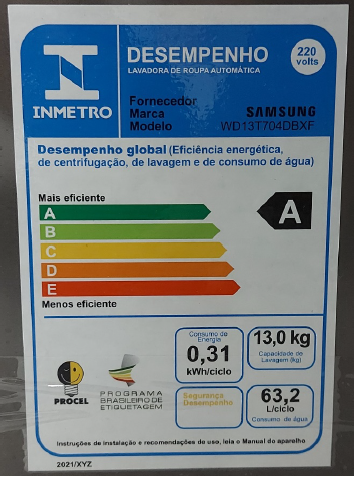 INMETRO
DESEMPENHO
LAVADORA DE ROUPA AUTOMÁTICA
220
volts
Fornecedor
Marca SAMSUNG
Modelo WD13T704DBXF
Desempenho global (Eficiência energética,
de centrifugação, de lavagem e de consumo de água)
Mais eficiente
A
B
C
D
E
Menos eficiente
A
PROCEL
PROGRAMA
BRASILEIRO DE
ETIQUETAGEM
Consumo de
Energia
0,31
kWh/ciclo
13,0 kg
Capacidade de
Lavagem (kg)
Segurança
Desempenho
63,2
L/ciclo
Consumo de água
Instruções de instalação e recomendações de uso, leia o Manual do aparelho.
2021/XYZ